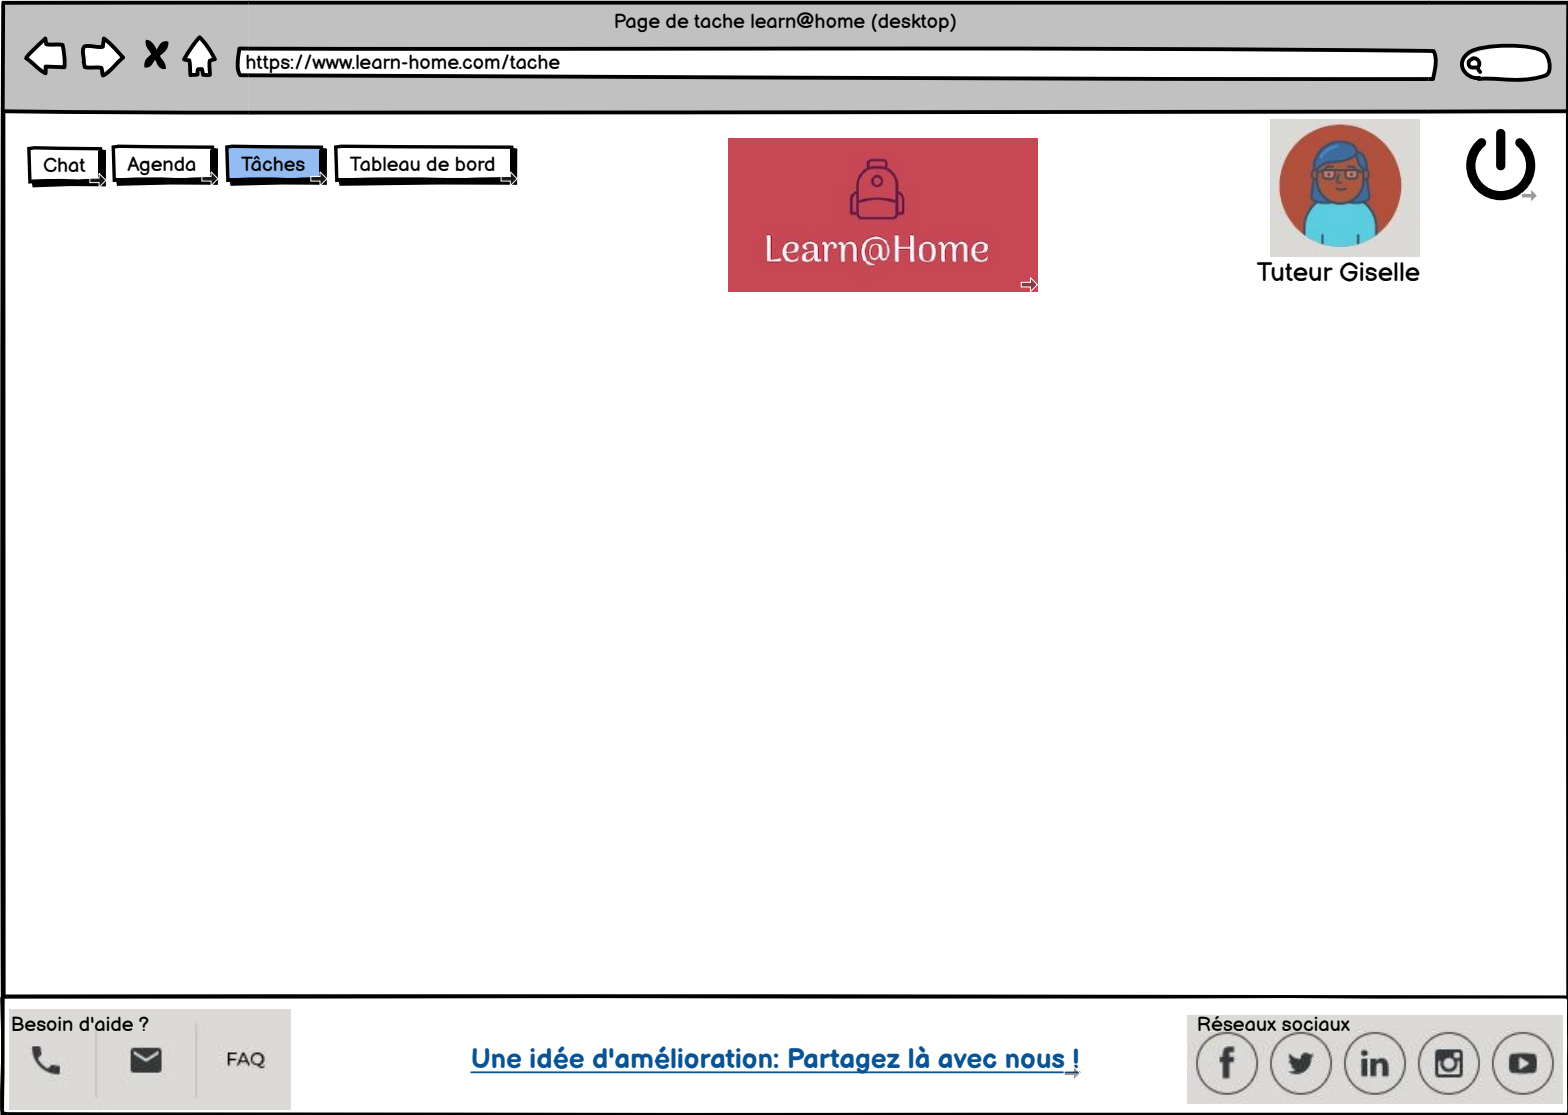 Page de tache learn@home (desktop)
https://www.learn-home.com/tache
Chat
Agenda
Tâches
Tableau de bord
Learn@Home
Tuteur Giselle
Besoin d'aide ?
FAQ
Une idée d'amélioration: Partagez là avec nous !
Réseaux sociaux
f
in